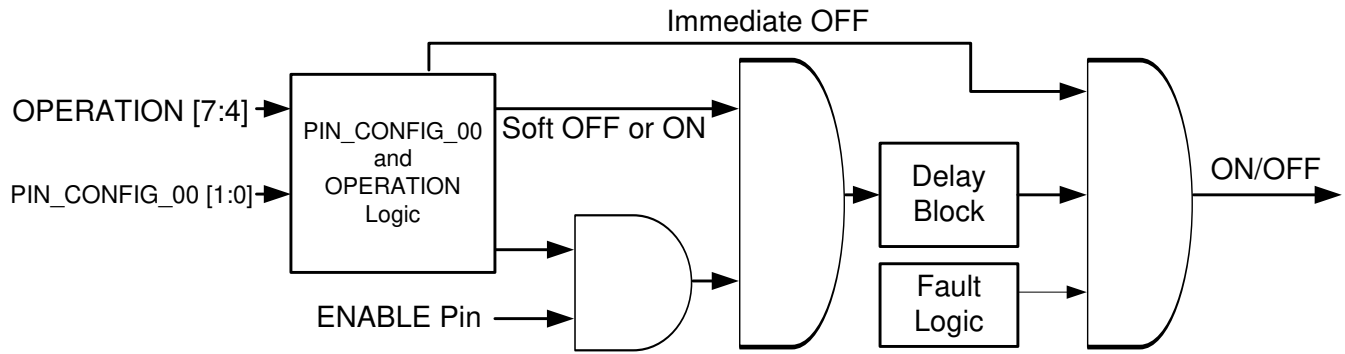 Immediate OFF
OPERATION [7:4]
PIN_CONFIG_00
and
OPERATION
Logic
Soft OFF or ON
PIN_CONFIG_00 [1:0]
Delay
Block
ON/OFF
ENABLE Pin
Fault
Logic